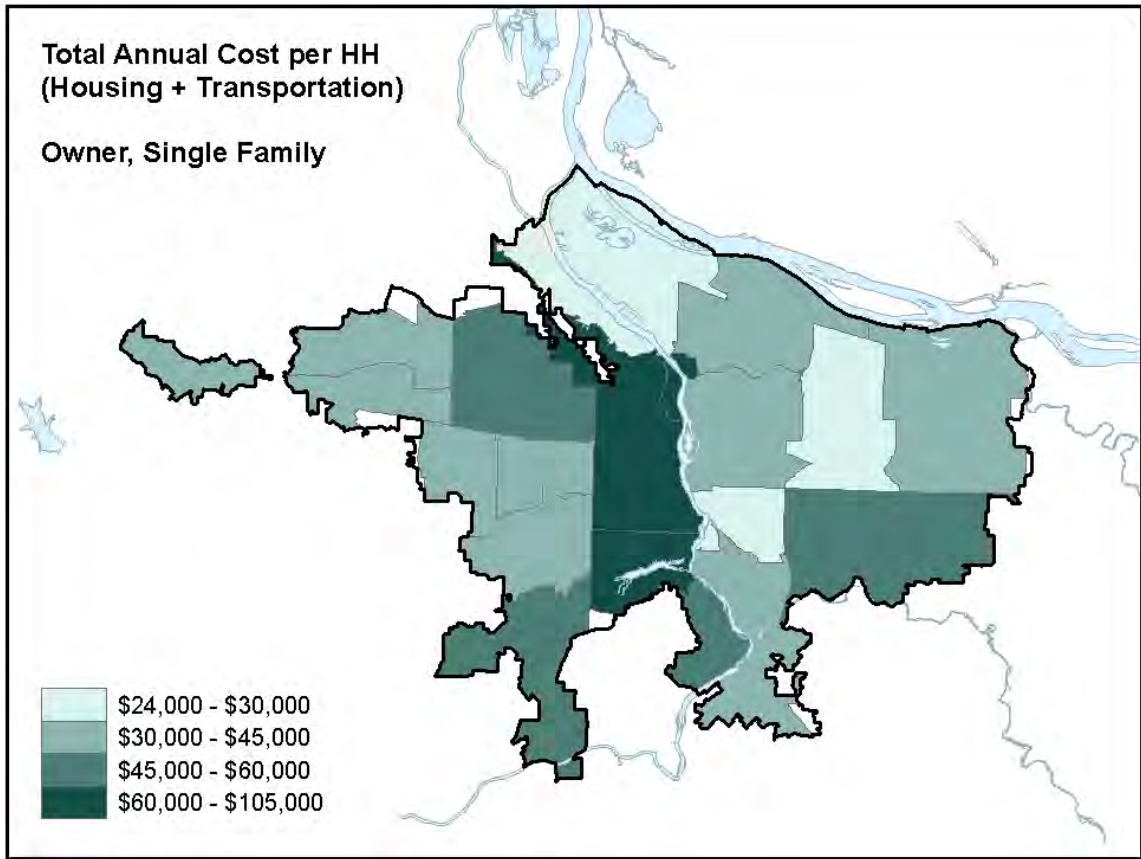 Total Annual Cost per HH
(Housing + Transportation)
Owner, Single Family
$24,000 - $30,000
$30,000 - $45,000
$45,000 - $60,000
$60,000 - $105,000